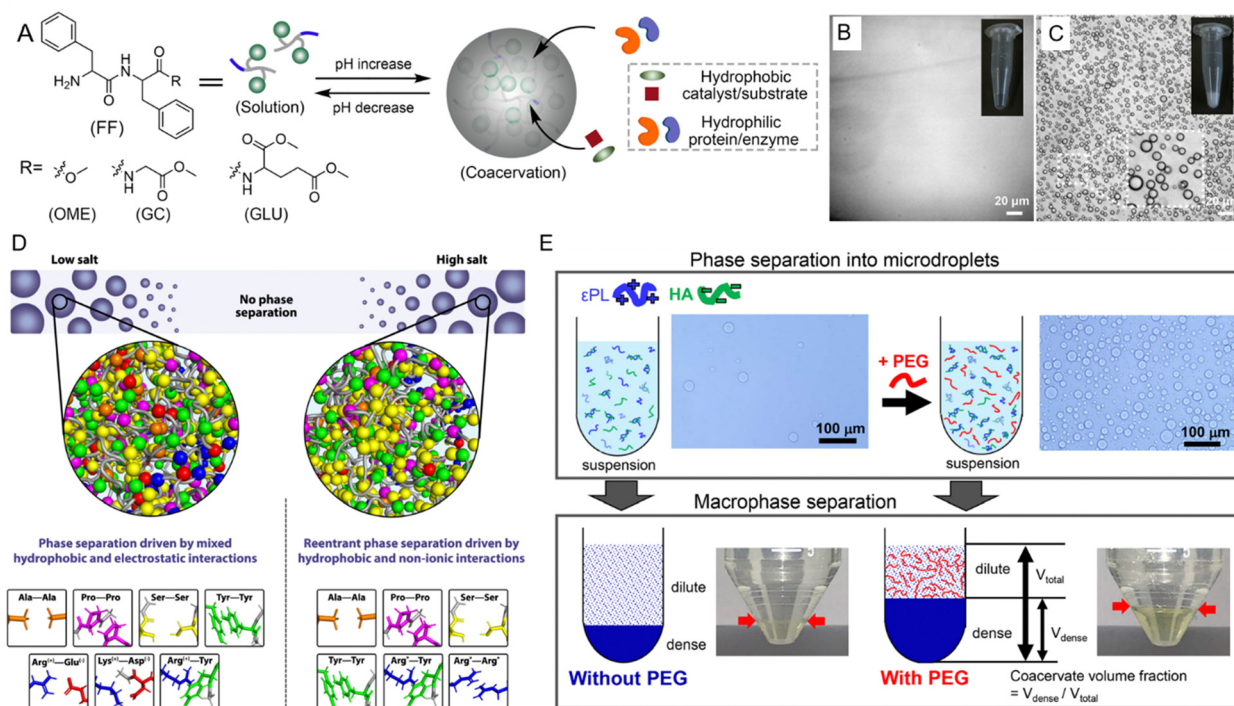 A
H₂N
H
N
O
O
R
(FF)
=
(Solution)
pH increase
pH decrease
(Coacervation)
Hydrophobic
catalyst/substrate
Hydrophilic
protein/enzyme
R=
O
(OME)
N
H
O
O
(GC)
O
O
N
H
O
O
(GLU)
B
20 µm
C
20 µm
D
Low salt
High salt
No phase
separation
Phase separation driven by mixed
hydrophobic and electrostatic interactions
Reentrant phase separation driven by
hydrophobic and non-ionic interactions
Ala—Ala
Pro—Pro
Ser—Ser
Tyr—Tyr
Arg(+)—Glu(-)
Lys(+)—Asp(-)
Arg(+)—Tyr
Ala—Ala
Pro—Pro
Ser—Ser
Tyr—Tyr
Arg*—Tyr
Arg*—Arg*
E
Phase separation into microdroplets
εPL
HA
suspension
100 µm
+ PEG
suspension
100 µm
Macrophase separation
dilute
dense
Without PEG
dilute
dense
With PEG
V total
V dense
Coacervate volume fraction
= V dense / V total